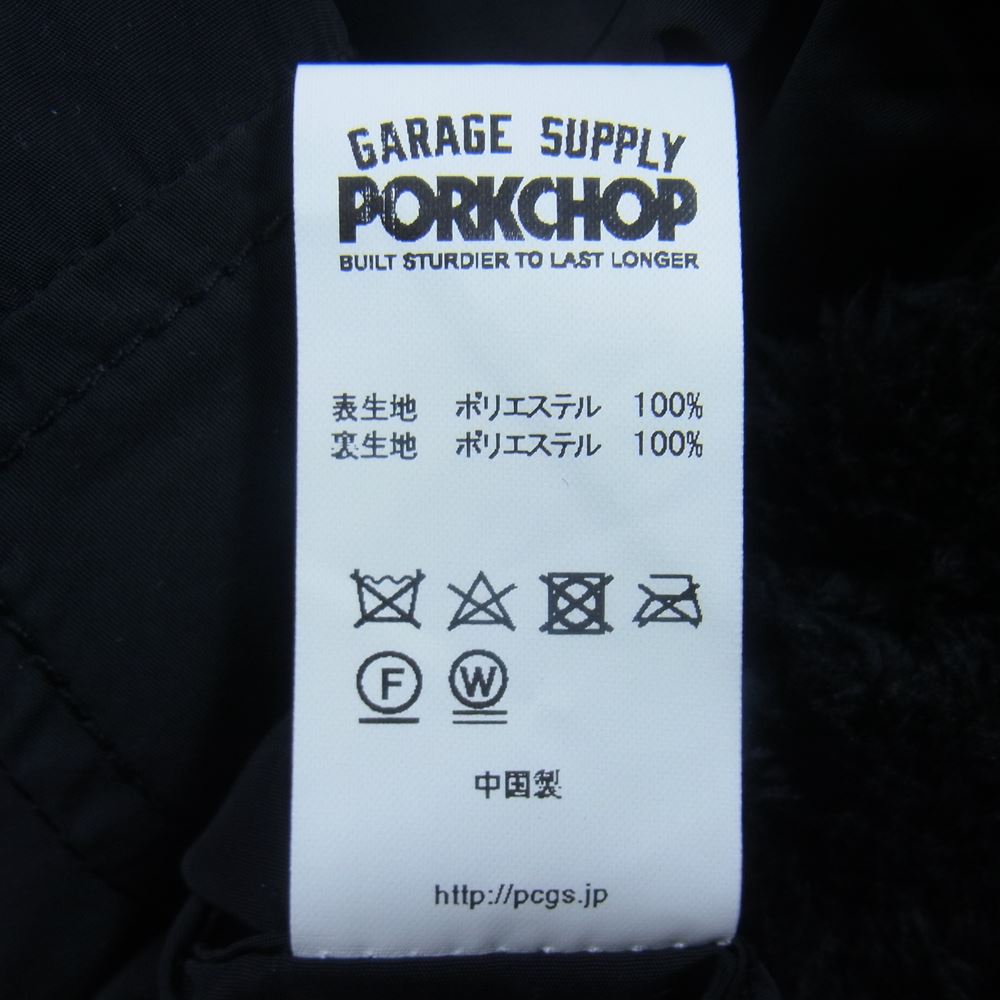 GARAGE SUPPLY
PORKCHOP
BUILT STURDIER TO LAST LONGER
表生地 ポリエステル 100%
裏生地 ポリエステル 100%
F W
中国製
http://pcgs.jp